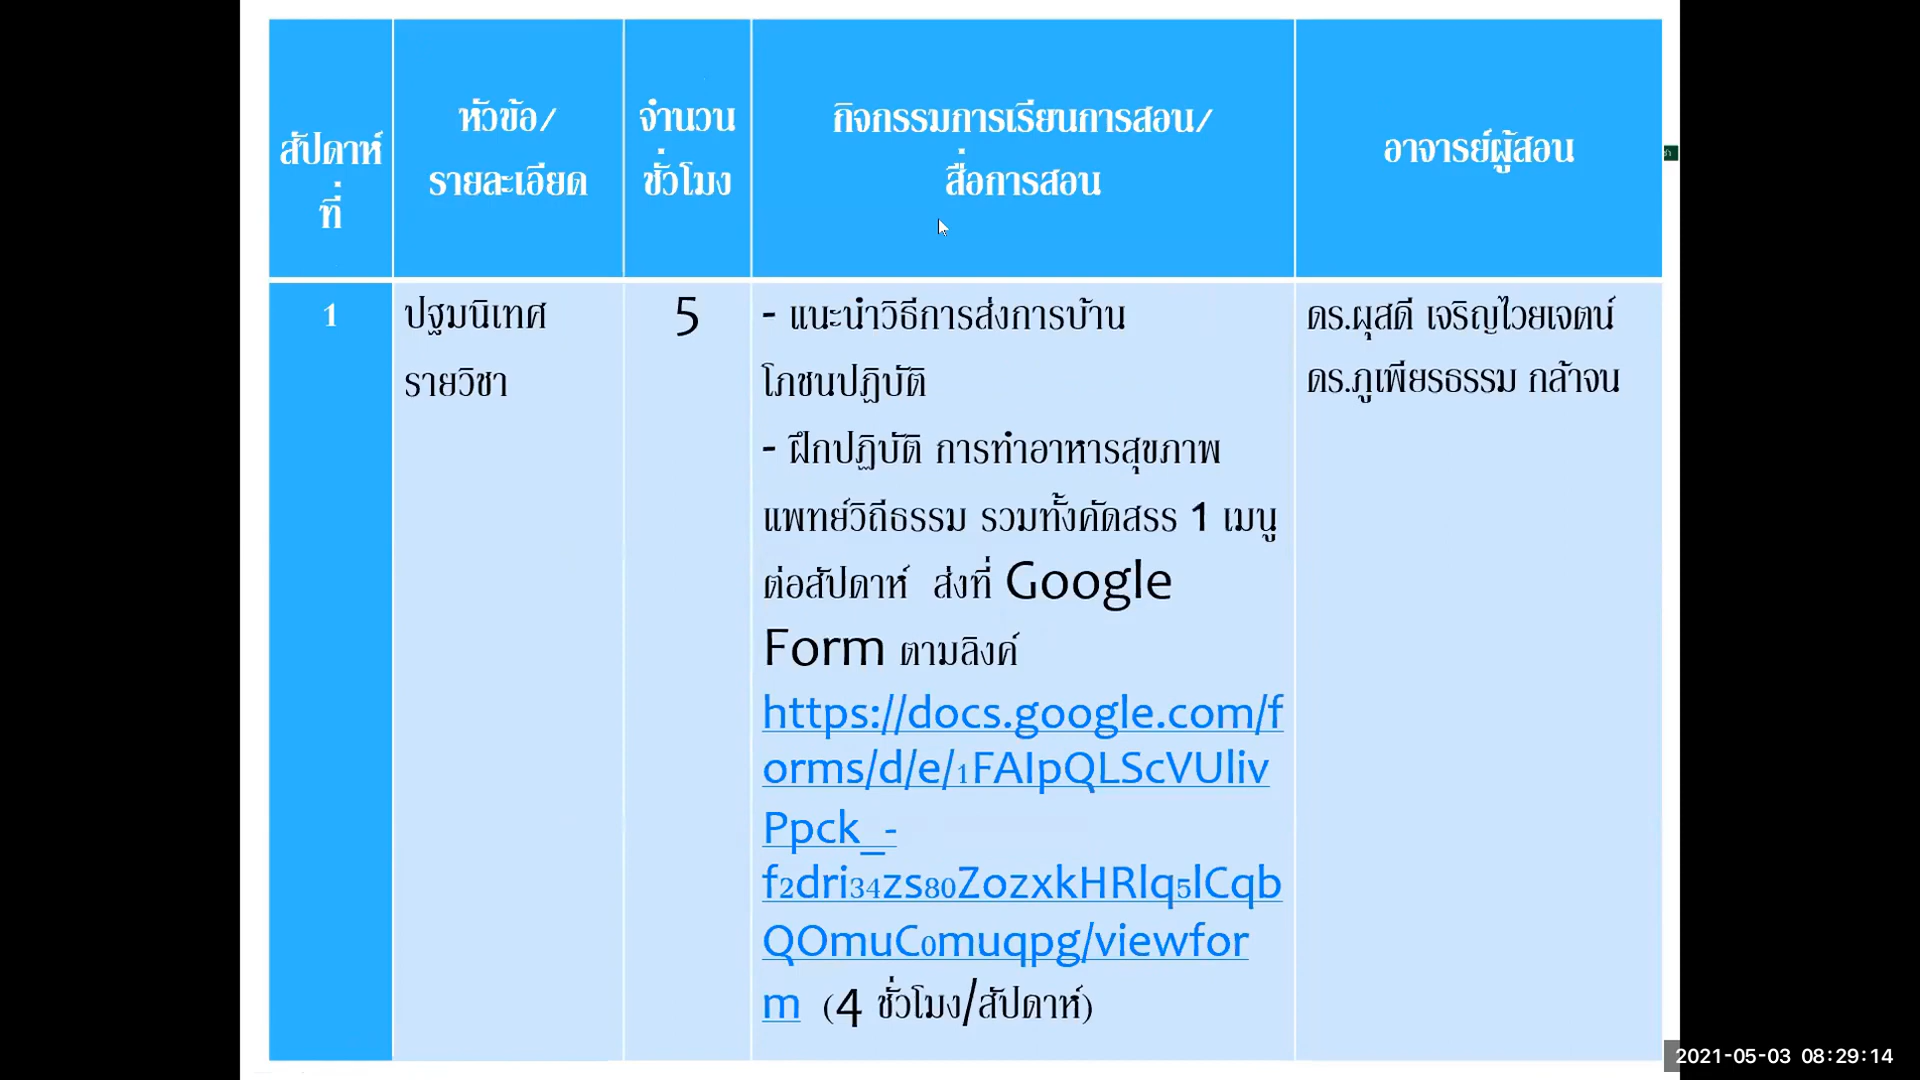 สัปดาห์
ที่
หัวข้อ/
รายละเอียด
จำนวน
ชั่วโมง
กิจกรรมการเรียนการสอน/
สื่อการสอน
อาจารย์ผู้สอน
1
ปฐมนิเทศ
รายวิชา
5
- แนะนำวิธีการส่งการบ้าน
โภชนปฏิบัติ
- ฝึกปฏิบัติ การทำอาหารสุขภาพ
แพทย์วิถีธรรม รวมทั้งคัดสรร 1 เมนู
ต่อสัปดาห์ ส่งที่ Google
Form ตามลิงค์
https://docs.google.com/f
orms/d/e/1FAIpQLScVUliv
Ppck_-
f2dri34zs80ZozxkHRlq5lCqb
QOmuC0muqpg/viewfor
m (4 ชั่วโมง/สัปดาห์)
ดร.ผุสดี เจริญไวยเจตน์
ดร.ภูเพียรธรรม กล้าจน
2021-05-03 08:29:14